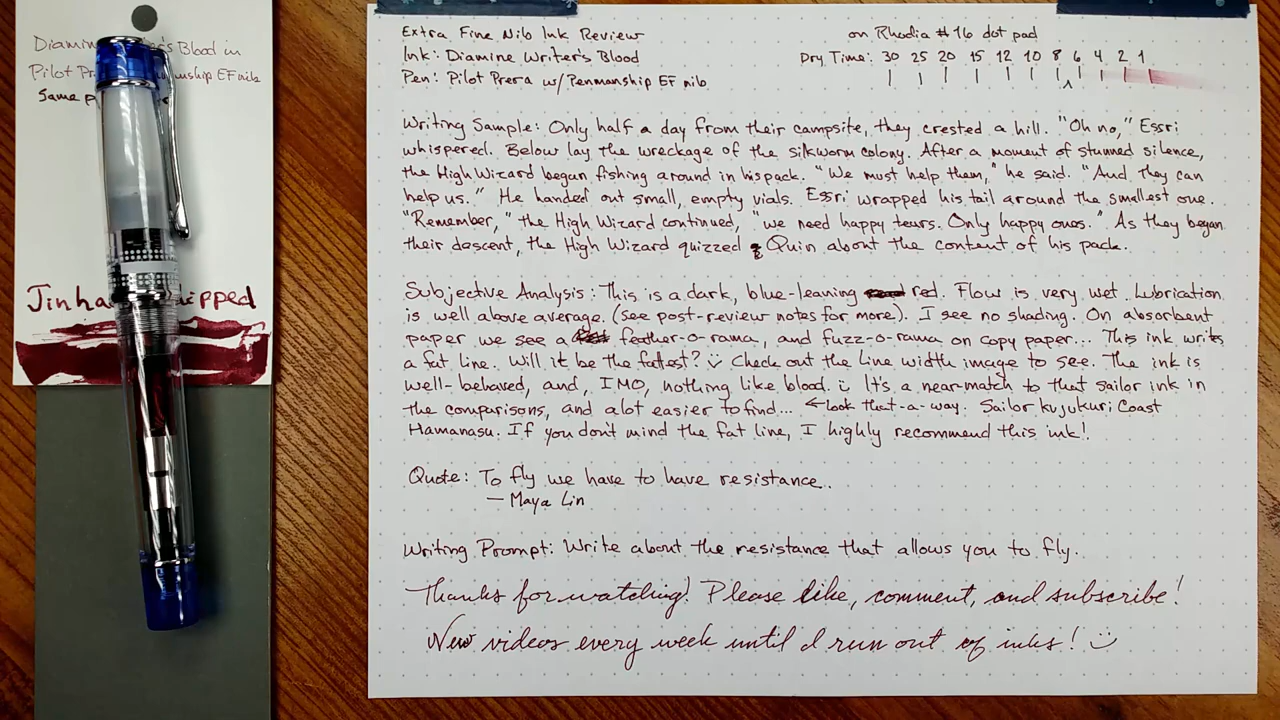 Diamine Writer's Blood in
Pilot Prera Penmanship EF nib
Same
Jinhao dipped
Extra Fine Nib Ink Review
on Rhodia #16 dot pad
Ink: Diamine Writer's Blood
Dry Time: 30 25 20 15 12 10 8 6 4 2 1
Pen: Pilot Prera w/Penmanship EF nib
Writing Sample: Only half a day from their campsite, they crested a hill. "Oh no," Essri
whispered. Below lay the wreckage of the silkworm colony. After a moment of stunned silence,
the High Wizard began fishing around in his pack. "We must help them," he said. "And they can
help us." He handed out small, empty vials. Essri wrapped his tail around the smallest one.
"Remember," the High Wizard continued, "we need happy tears. Only happy ones." As they began
their descent, the High Wizard quizzed Quin about the content of his pack.
Subjective Analysis: This is a dark, blue-leaning red. Flow is very wet. Lubrication
is well above average. (see post-review notes for more). I see no shading. On absorbent
paper we see a feather-o-rama, and fuzz-o-rama on copy paper... This ink writes
a fat line. Will it be the fattest? :) Check out the line width image to see. The ink is
well-behaved, and, IMO, nothing like blood. :) It's a near-match to that sailor ink in
the comparisons, and alot easier to find... ← Look that-a-way. Sailor Kujukuri Coast
Hamanasu. If you don't mind the fat line, I highly recommend this ink!
Quote: To fly we have to have resistance.
— Maya Lin
Writing Prompt: Write about the resistance that allows you to fly.
Thanks for watching! Please like, comment, and subscribe!
New videos every week until I run out of inks! :)